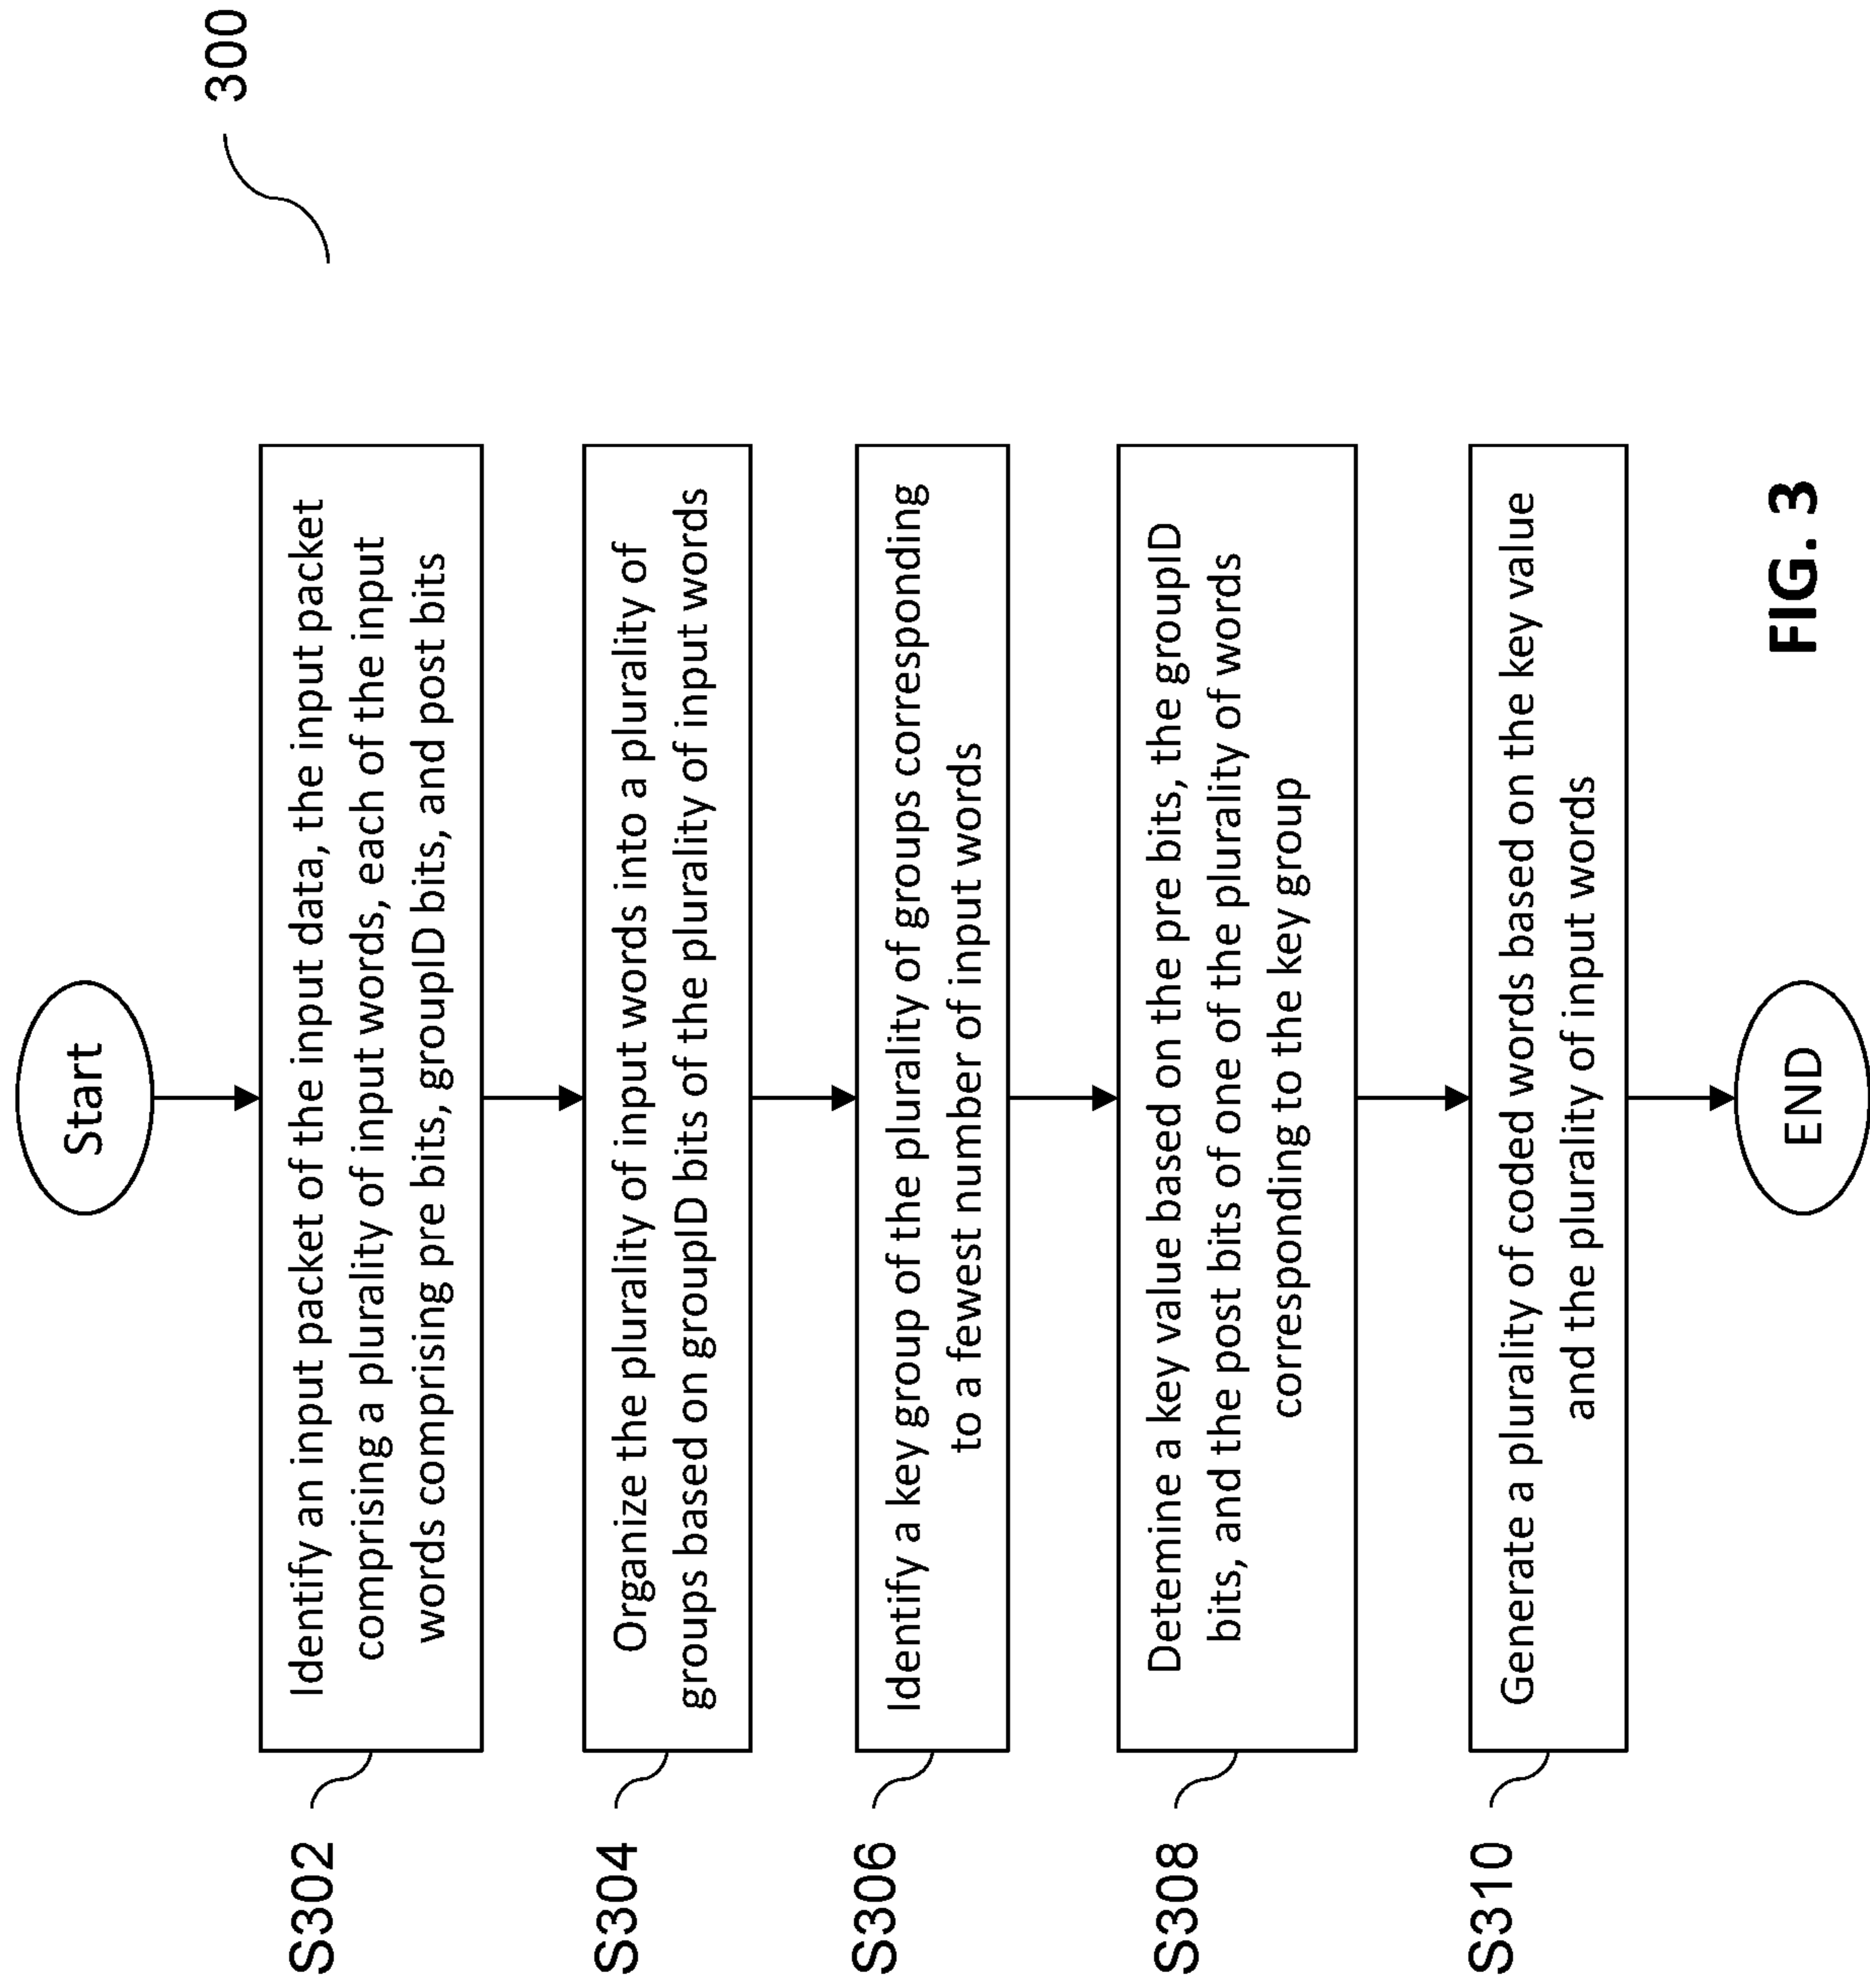 300
Start
S302
Identify an input packet of the input data, the input packet
comprising a plurality of input words, each of the input
words comprising pre bits, groupID bits, and post bits
S304
Organize the plurality of input words into a plurality of
groups based on groupID bits of the plurality of input words
S306
Identify a key group of the plurality of groups corresponding
to a fewest number of input words
S308
Detemine a key value based on the pre bits, the groupID
bits, and the post bits of one of the plurality of words
corresponding to the key group
S310
Generate a plurality of coded words based on the key value
and the plurality of input words
END
FIG. 3